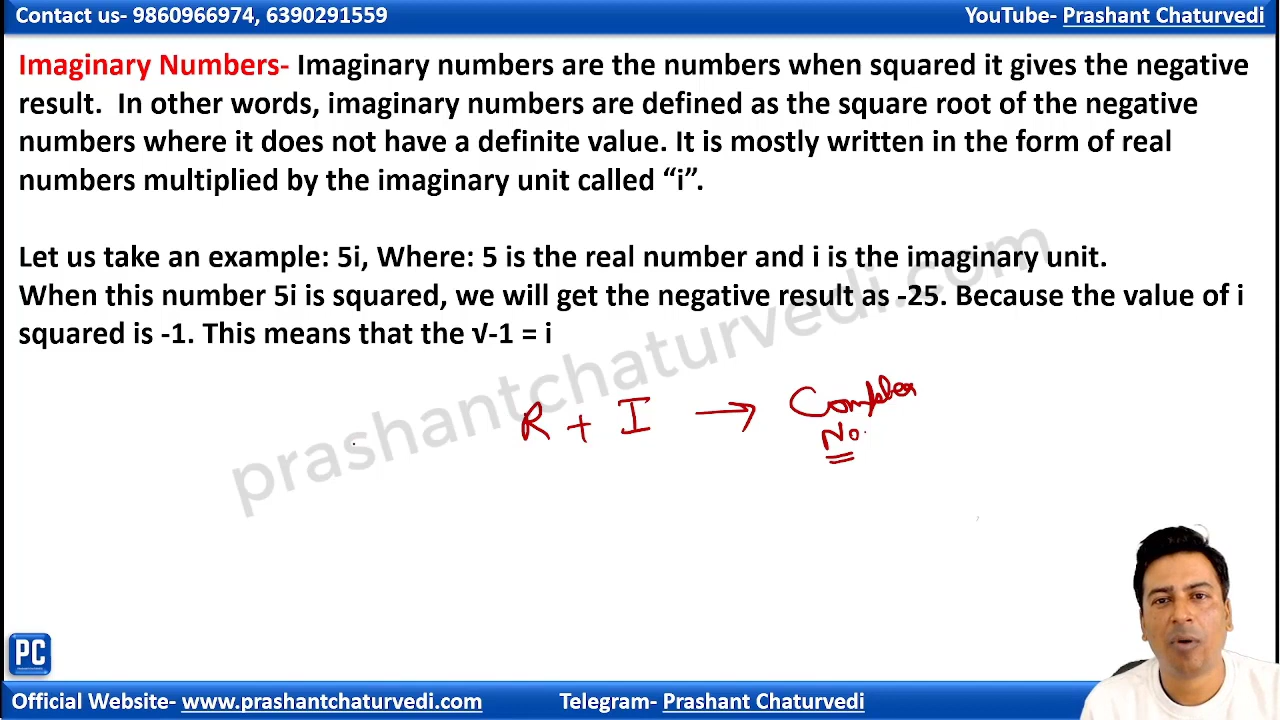 Contact us- 9860966974, 6390291559
YouTube- Prashant Chaturvedi
Imaginary Numbers- Imaginary numbers are the numbers when squared it gives the negative
result.  In other words, imaginary numbers are defined as the square root of the negative
numbers where it does not have a definite value. It is mostly written in the form of real
numbers multiplied by the imaginary unit called “i”.
Let us take an example: 5i, Where: 5 is the real number and i is the imaginary unit.
When this number 5i is squared, we will get the negative result as -25. Because the value of i
squared is -1. This means that the √-1 = i
prashantchaturvedi.com
R + I → Complex
No.
PC
Official Website- www.prashantchaturvedi.com
Telegram- Prashant Chaturvedi